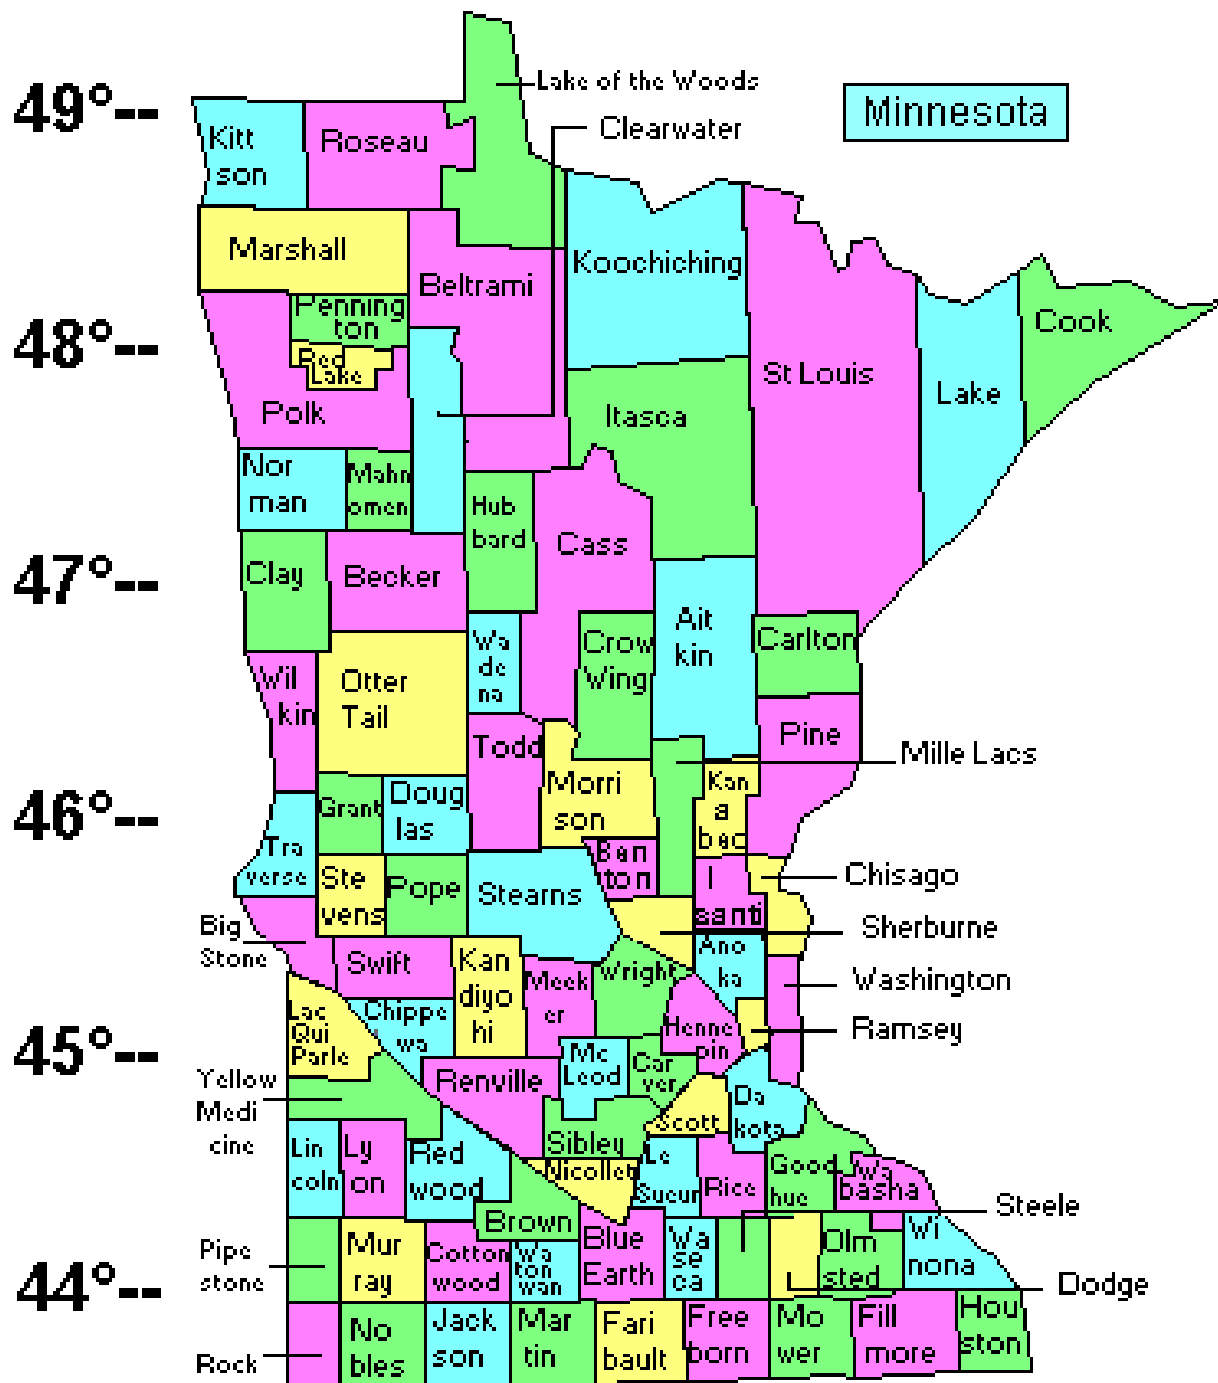 Lake of the Woods
49°--
Minnesota
Clearwater
Kitt
son
Roseau
Marshall
Koochiching
Beltrami
Penning
ton
Cook
48°--
Red
Lake
St Louis
Lake
Polk
Itasca
Nor
man
Mahn
omen
Hub
bard
Cass
47°--
Clay
Becker
Ait
kin
Wa
de
na
Crow
Wing
Carlton
Wil
kin
Otter
Tail
Todd
Pine
Mille Lacs
46°--
Grant
Doug
las
Morri
son
Kan
a
bec
Tra
verse
Ben
ton
Ste
vens
Pope
Stearns
I
santi
Chisago
Big
Stone
Sherburne
Swift
Kan
diyo
hi
Meek
er
Wright
Ano
ka
Washington
Lac
Qui
Parle
Chippe
wa
Hennep
pin
Ramsey
45°--
Mc
Leod
Car
ver
Yellow
Medi
cine
Renville
Scott
Da
kota
Lin
coln
Ly
on
Red
wood
Sibley
Nicollet
Le
Sueur
Rice
Good
hue
Wa
basha
Steele
Brown
Pipe
stone
Mur
ray
Cotton
wood
Wa
ton
wan
Blue
Earth
Wa
se
ca
Olm
sted
Wi
nona
44°--
Dodge
Rock
No
bles
Jack
son
Mar
tin
Fari
bault
Free
born
Mo
wer
Fill
more
Hou
ston